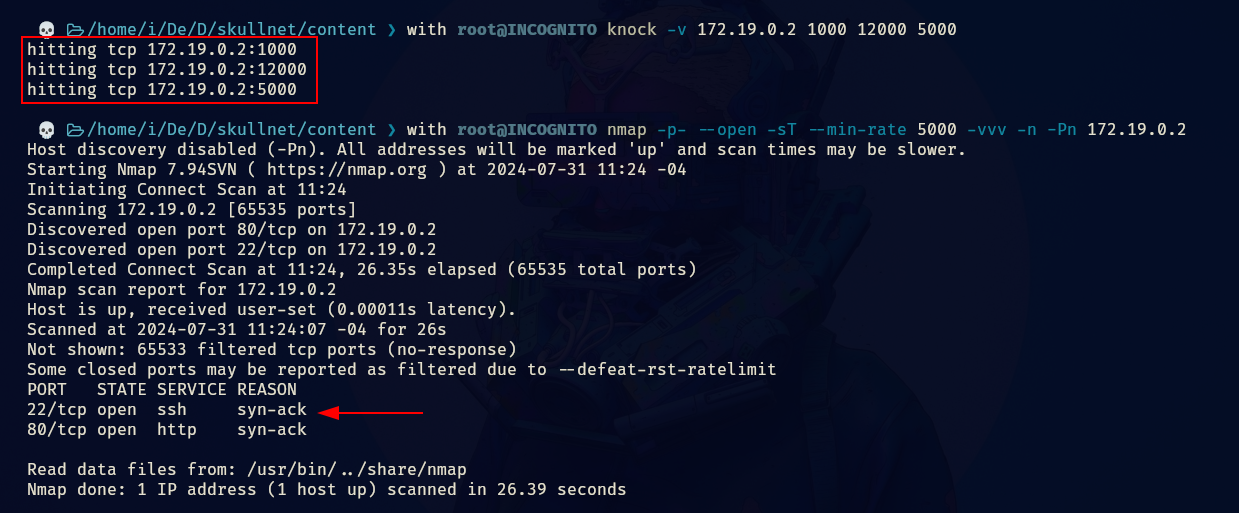 /home/i/De/D/skullnet/content ❯ with root@INCOGNITO knock -v 172.19.0.2 1000 12000 5000
hitting tcp 172.19.0.2:1000
hitting tcp 172.19.0.2:12000
hitting tcp 172.19.0.2:5000
/home/i/De/D/skullnet/content ❯ with root@INCOGNITO nmap -p- --open -sT --min-rate 5000 -vvv -n -Pn 172.19.0.2
Host discovery disabled (-Pn). All addresses will be marked 'up' and scan times may be slower.
Starting Nmap 7.94SVN ( https://nmap.org ) at 2024-07-31 11:24 -04
Initiating Connect Scan at 11:24
Scanning 172.19.0.2 [65535 ports]
Discovered open port 80/tcp on 172.19.0.2
Discovered open port 22/tcp on 172.19.0.2
Completed Connect Scan at 11:24, 26.35s elapsed (65535 total ports)
Nmap scan report for 172.19.0.2
Host is up, received user-set (0.00011s latency).
Scanned at 2024-07-31 11:24:07 -04 for 26s
Not shown: 65533 filtered tcp ports (no-response)
Some closed ports may be reported as filtered due to --defeat-rst-ratelimit
PORT   STATE SERVICE REASON
22/tcp open  ssh     syn-ack
80/tcp open  http    syn-ack
Read data files from: /usr/bin/../share/nmap
Nmap done: 1 IP address (1 host up) scanned in 26.39 seconds